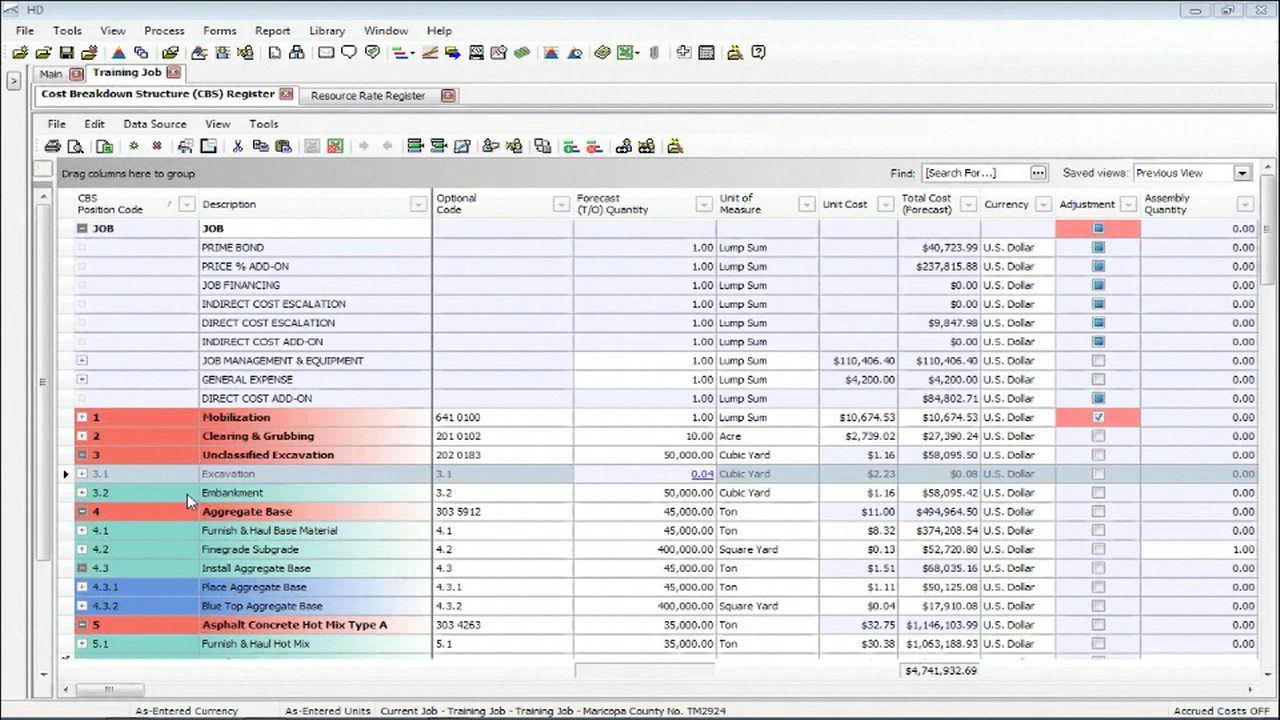 HD
File Tools View Process Forms Report Library Window Help
Main Training Job
Cost Breakdown Structure (CBS) Register Resource Rate Register
File Edit Data Source View Tools
Drag columns here to group Find: [Search For...] Saved views: Previous View
CBS Position Code / Description Optional Code Forecast (T/O) Quantity Unit of Measure Unit Cost Total Cost (Forecast) Currency Adjustment Assembly Quantity
JOB JOB 0.00
PRIME BOND 1.00 Lump Sum $40,723.99 U.S. Dollar 0.00
PRICE % ADD-ON 1.00 Lump Sum $237,815.88 U.S. Dollar 0.00
JOB FINANCING 1.00 Lump Sum $0.00 U.S. Dollar 0.00
INDIRECT COST ESCALATION 1.00 Lump Sum $0.00 U.S. Dollar 0.00
DIRECT COST ESCALATION 1.00 Lump Sum $9,847.98 U.S. Dollar 0.00
INDIRECT COST ADD-ON 1.00 Lump Sum $0.00 U.S. Dollar 0.00
JOB MANAGEMENT & EQUIPMENT 1.00 Lump Sum $110,406.40 $110,406.40 U.S. Dollar 0.00
GENERAL EXPENSE 1.00 Lump Sum $4,200.00 $4,200.00 U.S. Dollar 0.00
DIRECT COST ADD-ON 1.00 Lump Sum $84,802.71 U.S. Dollar 0.00
1 Mobilization 641 0100 1.00 Lump Sum $10,674.53 $10,674.53 U.S. Dollar 0.00
2 Clearing & Grubbing 201 0102 10.00 Acre $2,739.02 $27,390.24 U.S. Dollar 0.00
3 Unclassified Excavation 202 0183 50,000.00 Cubic Yard $1.16 $58,095.50 U.S. Dollar 0.00
3.1 Excavation 3.1 0.04 Cubic Yard $2.23 $0.08 U.S. Dollar 0.00
3.2 Embankment 3.2 50,000.00 Cubic Yard $1.16 $58,095.42 U.S. Dollar 0.00
4 Aggregate Base 303 5912 45,000.00 Ton $11.00 $494,964.50 U.S. Dollar 0.00
4.1 Furnish & Haul Base Material 4.1 45,000.00 Ton $8.32 $374,208.54 U.S. Dollar 0.00
4.2 Finegrade Subgrade 4.2 400,000.00 Square Yard $0.13 $52,720.80 U.S. Dollar 1.00
4.3 Install Aggregate Base 4.3 45,000.00 Ton $1.51 $68,035.16 U.S. Dollar 0.00
4.3.1 Place Aggregate Base 4.3.1 45,000.00 Ton $1.11 $50,125.08 U.S. Dollar 0.00
4.3.2 Blue Top Aggregate Base 4.3.2 400,000.00 Square Yard $0.04 $17,910.08 U.S. Dollar 0.00
5 Asphalt Concrete Hot Mix Type A 303 4263 35,000.00 Ton $32.75 $1,146,103.99 U.S. Dollar 0.00
5.1 Furnish & Haul Hot Mix 5.1 35,000.00 Ton $30.38 $1,063,188.93 U.S. Dollar 0.00
$4,741,932.69
As-Entered Currency As-Entered Units Current Job - Training Job - Training Job - Maricopa County No. TM2924 Accrued Costs OFF